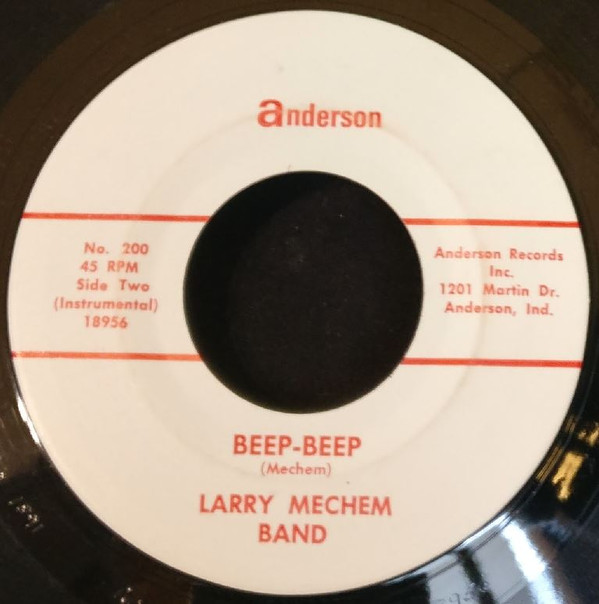 anderson
No. 200
45 RPM
Side Two
(Instrumental)
18956
Anderson Records
Inc.
1201 Martin Dr.
Anderson, Ind.
BEEP-BEEP
(Mechem)
LARRY MECHEM
BAND